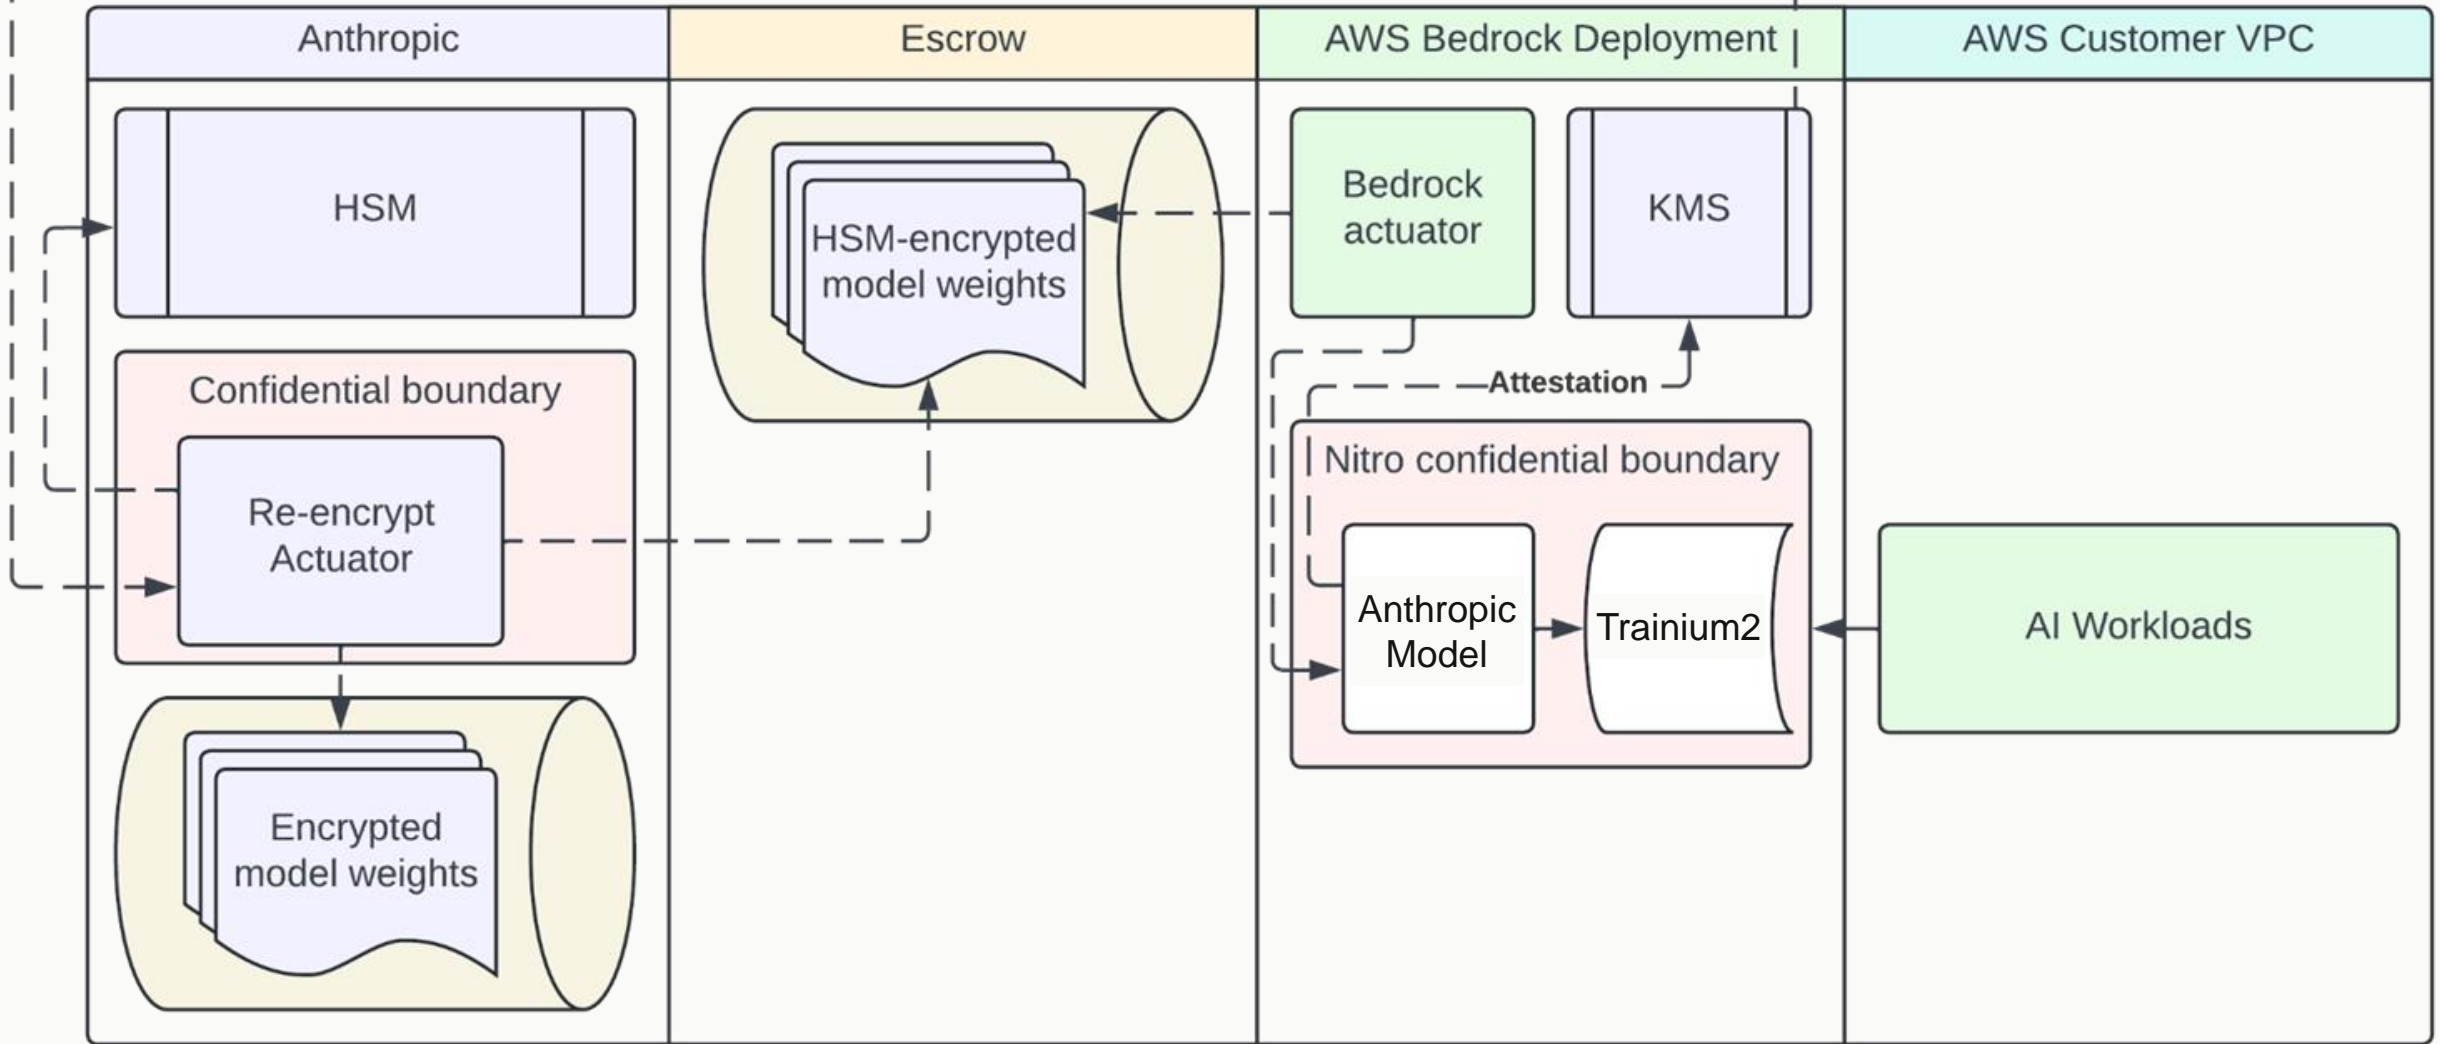 Anthropic
Escrow
AWS Bedrock Deployment
AWS Customer VPC
HSM
Confidential boundary
Re-encrypt
Actuator
Encrypted
model weights
HSM-encrypted
model weights
Bedrock
actuator
KMS
Attestation
Nitro confidential boundary
Anthropic
Model
Trainium2
AI Workloads